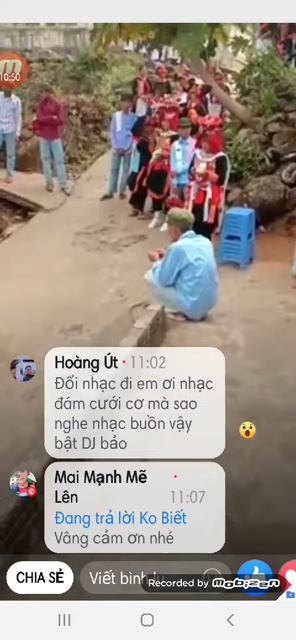 10:50
Hoàng Út • 11:02
Đổi nhạc đi em ơi nhạc
đám cưới cơ mà sao
nghe nhạc buồn vậy
bật DJ bảo
Mai Mạnh Mẽ
Lên • 11:07
Đang trả lời Ko Biết
Vâng cảm ơn nhé
CHIA SẺ
Viết bình
Recorded by mobizen